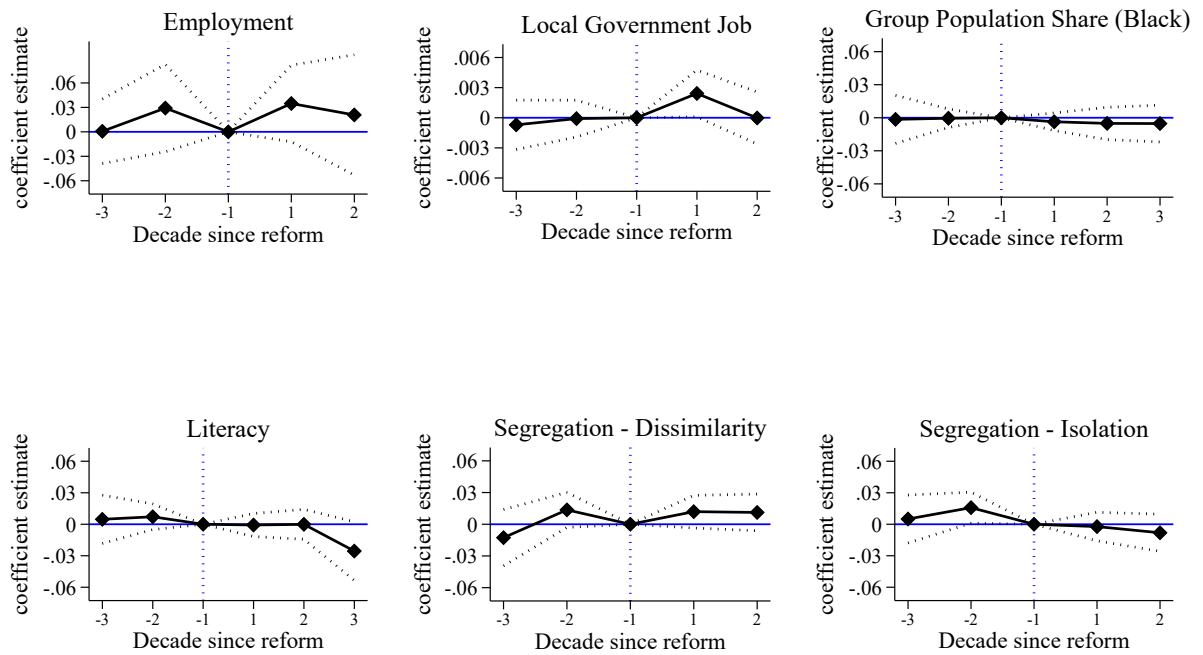 Employment
coefficient estimate
.06
.03
0
-.03
-.06
-3 -2 -1 1 2
Decade since reform
Local Government Job
coefficient estimate
.006
.003
0
-.003
-.006
-3 -2 -1 1 2
Decade since reform
Group Population Share (Black)
coefficient estimate
.06
.03
0
-.03
-.06
-3 -2 -1 1 2 3
Decade since reform
Literacy
coefficient estimate
.06
.03
0
-.03
-.06
-3 -2 -1 1 2 3
Decade since reform
Segregation - Dissimilarity
coefficient estimate
.06
.03
0
-.03
-.06
-3 -2 -1 1 2
Decade since reform
Segregation - Isolation
coefficient estimate
.06
.03
0
-.03
-.06
-3 -2 -1 1 2
Decade since reform